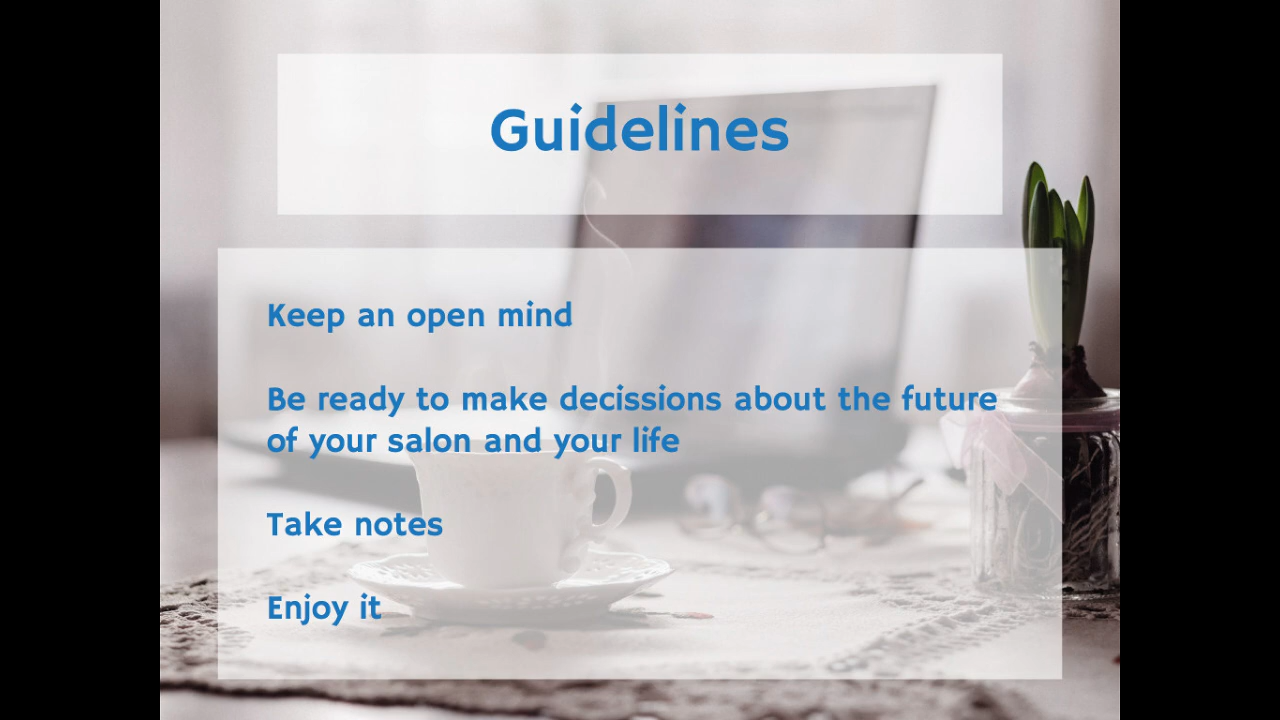 Guidelines
Keep an open mind
Be ready to make decissions about the future
of your salon and your life
Take notes
Enjoy it